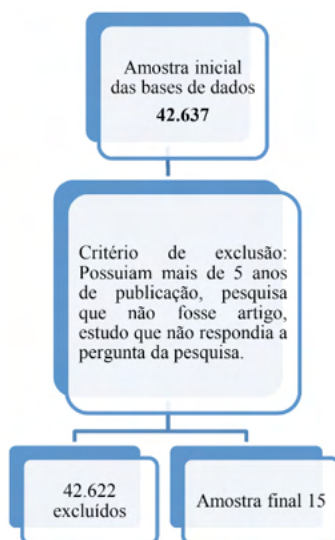 Amostra inicial
das bases de dados
42.637
Critério de exclusão:
Possuiam mais de 5 anos
de publicação, pesquisa
que não fosse artigo,
estudo que não respondia a
pergunta da pesquisa.
42.622
excluídos
Amostra final 15